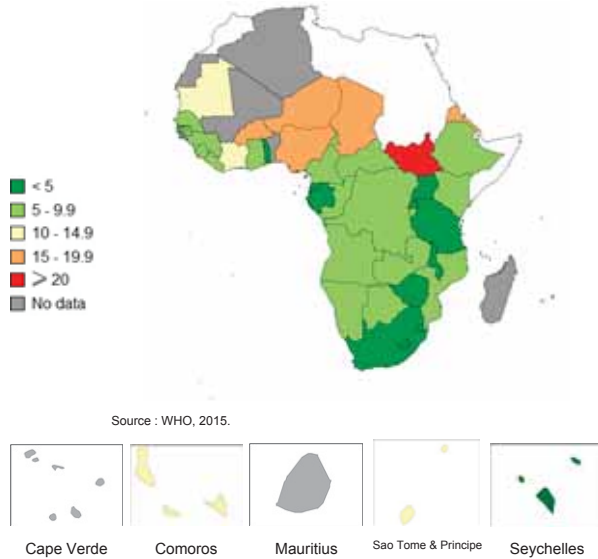 < 5
5 - 9.9
10 - 14.9
15 - 19.9
⩾ 20
No data
Source : WHO, 2015.
Cape Verde
Comoros
Mauritius
Sao Tome & Principe
Seychelles